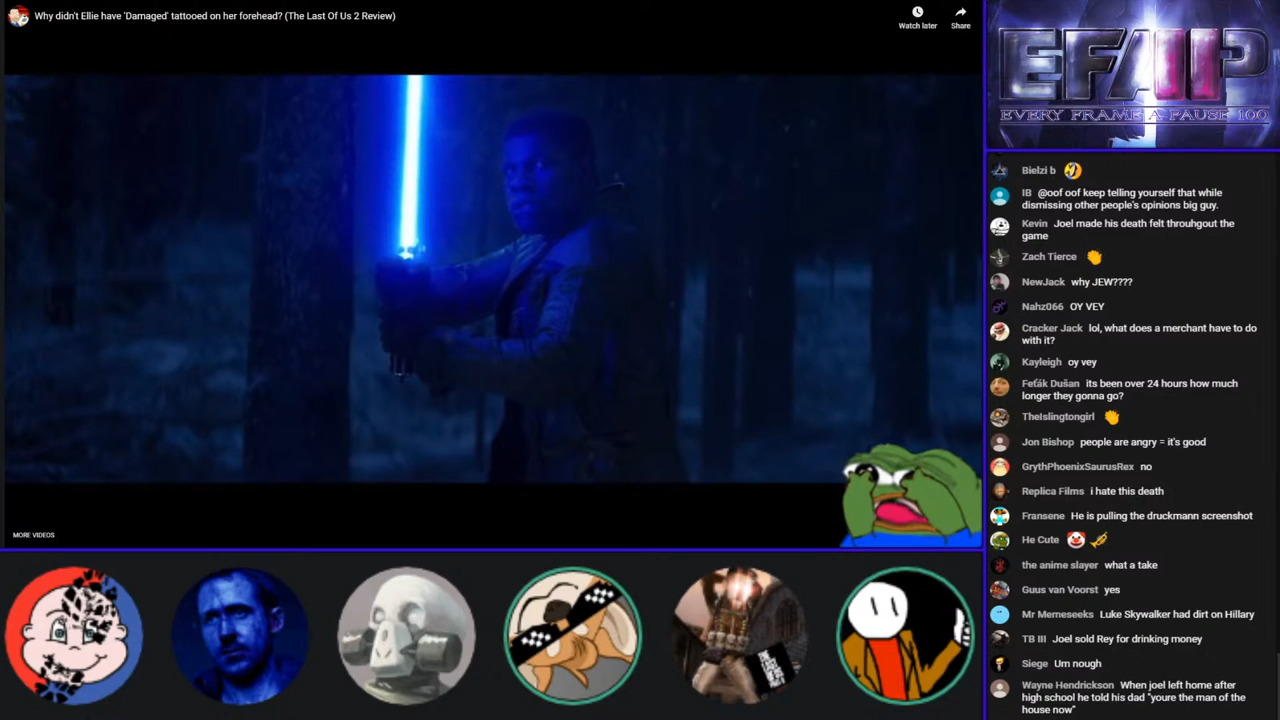 Why didn't Ellie have 'Damaged' tattooed on her forehead? (The Last Of Us 2 Review)
Watch later
Share
MORE VIDEOS
EFAP
EVERY FRAME A PAUSE 100
Bielzi b
IB @oof oof keep telling yourself that while
dismissing other people's opinions big guy.
Kevin Joel made his death felt throuhgout the
game
Zach Tierce
NewJack why JEW????
Nahz066 OY VEY
Cracker Jack lol, what does a merchant have to do
with it?
Kayleigh oy vey
Feťák Dušan its been over 24 hours how much
longer they gonna go?
TheIslingtongirl
Jon Bishop people are angry = it's good
GrythPhoenixSaurusRex no
Replica Films i hate this death
Fransene He is pulling the druckmann screenshot
He Cute
the anime slayer what a take
Guus van Voorst yes
Mr Memeseeks Luke Skywalker had dirt on Hillary
TB III Joel sold Rey for drinking money
Siege Um nough
Wayne Hendrickson When joel left home after
high school he told his dad "youre the man of the
house now"